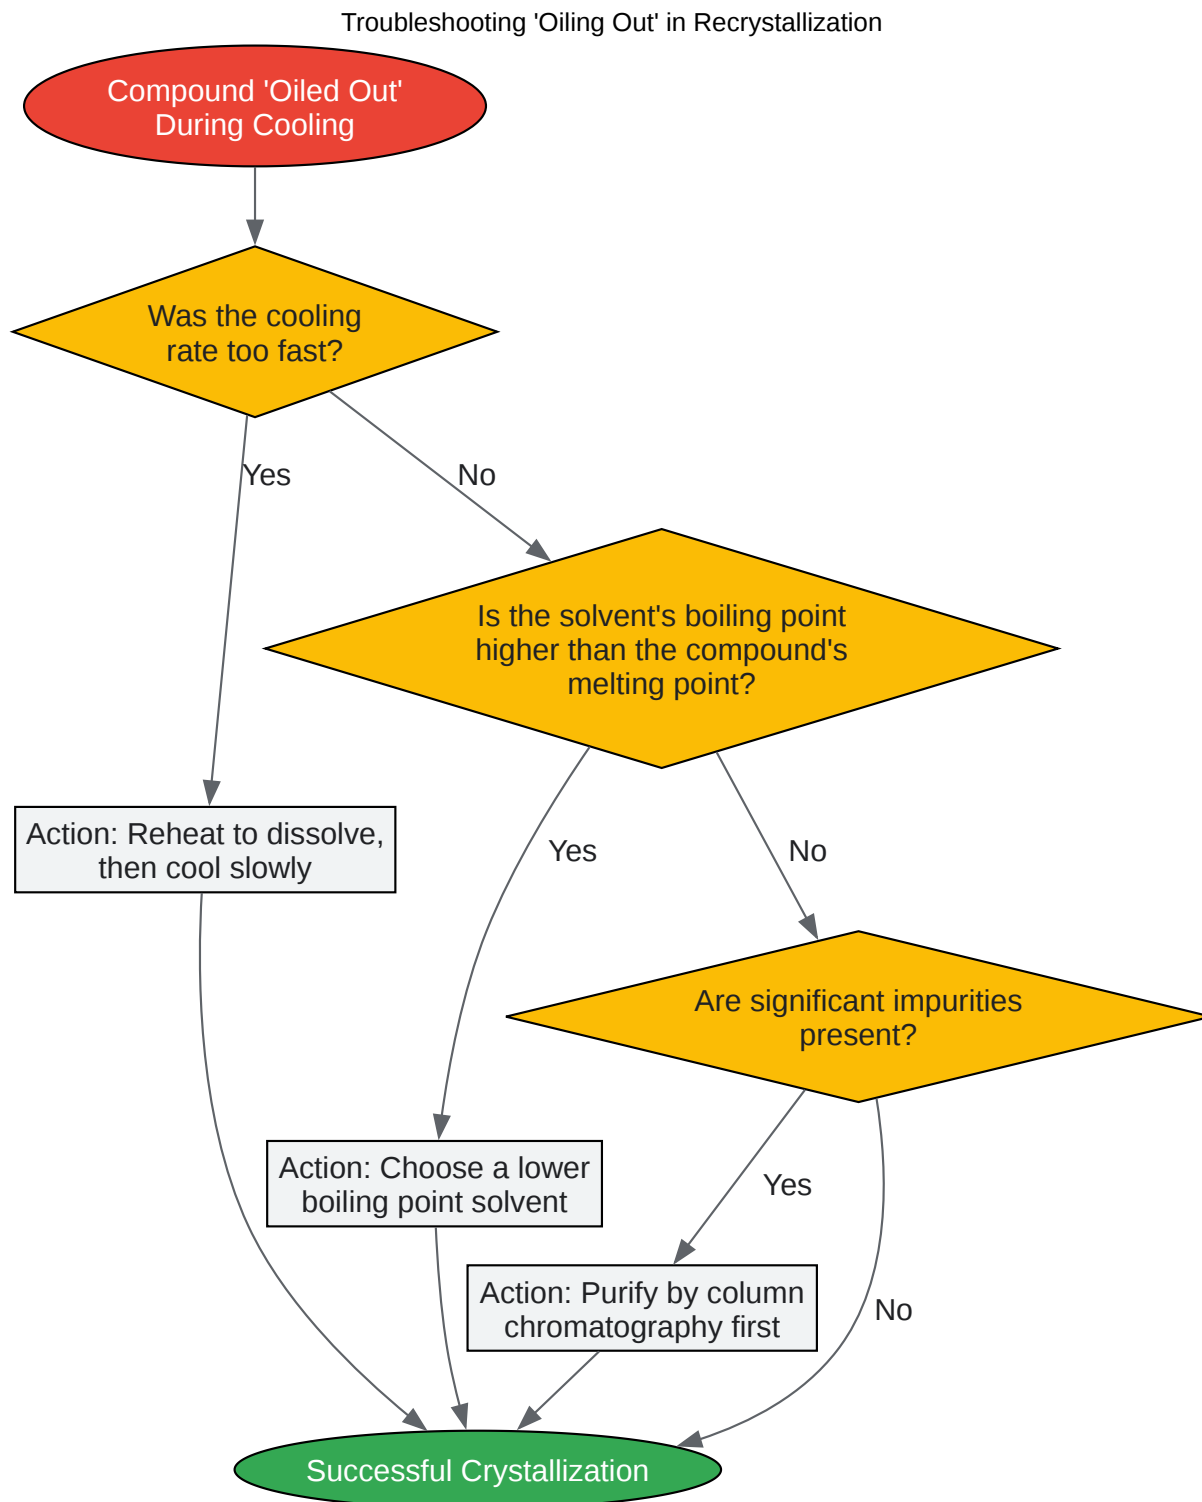 Troubleshooting 'Oiling Out' in Recrystallization
Compound 'Oiled Out'
During Cooling
Was the cooling
rate too fast?
Yes
No
Is the solvent's boiling point
higher than the compound's
melting point?
Action: Reheat to dissolve,
then cool slowly
Yes
No
Are significant impurities
present?
Action: Choose a lower
boiling point solvent
Yes
Action: Purify by column
chromatography first
No
Successful Crystallization